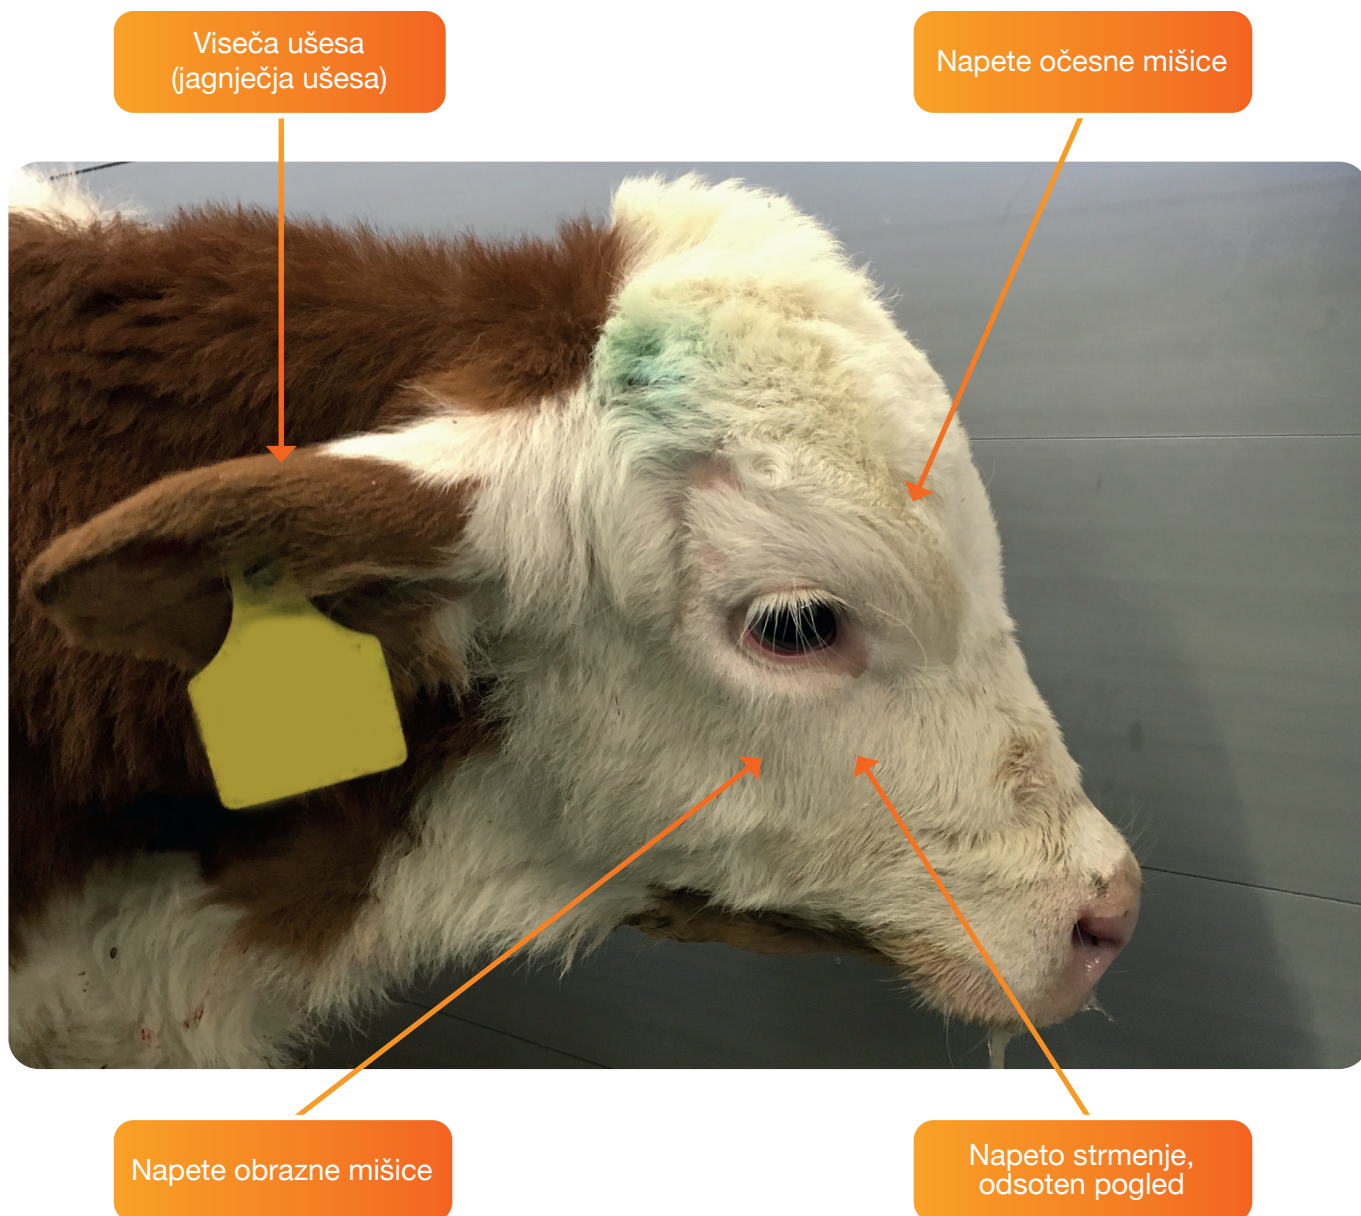 Viseča ušesa
(jagnječja ušesa)
Napete očesne mišice
Napete obrazne mišice
Napeto strmenje,
odsoten pogled